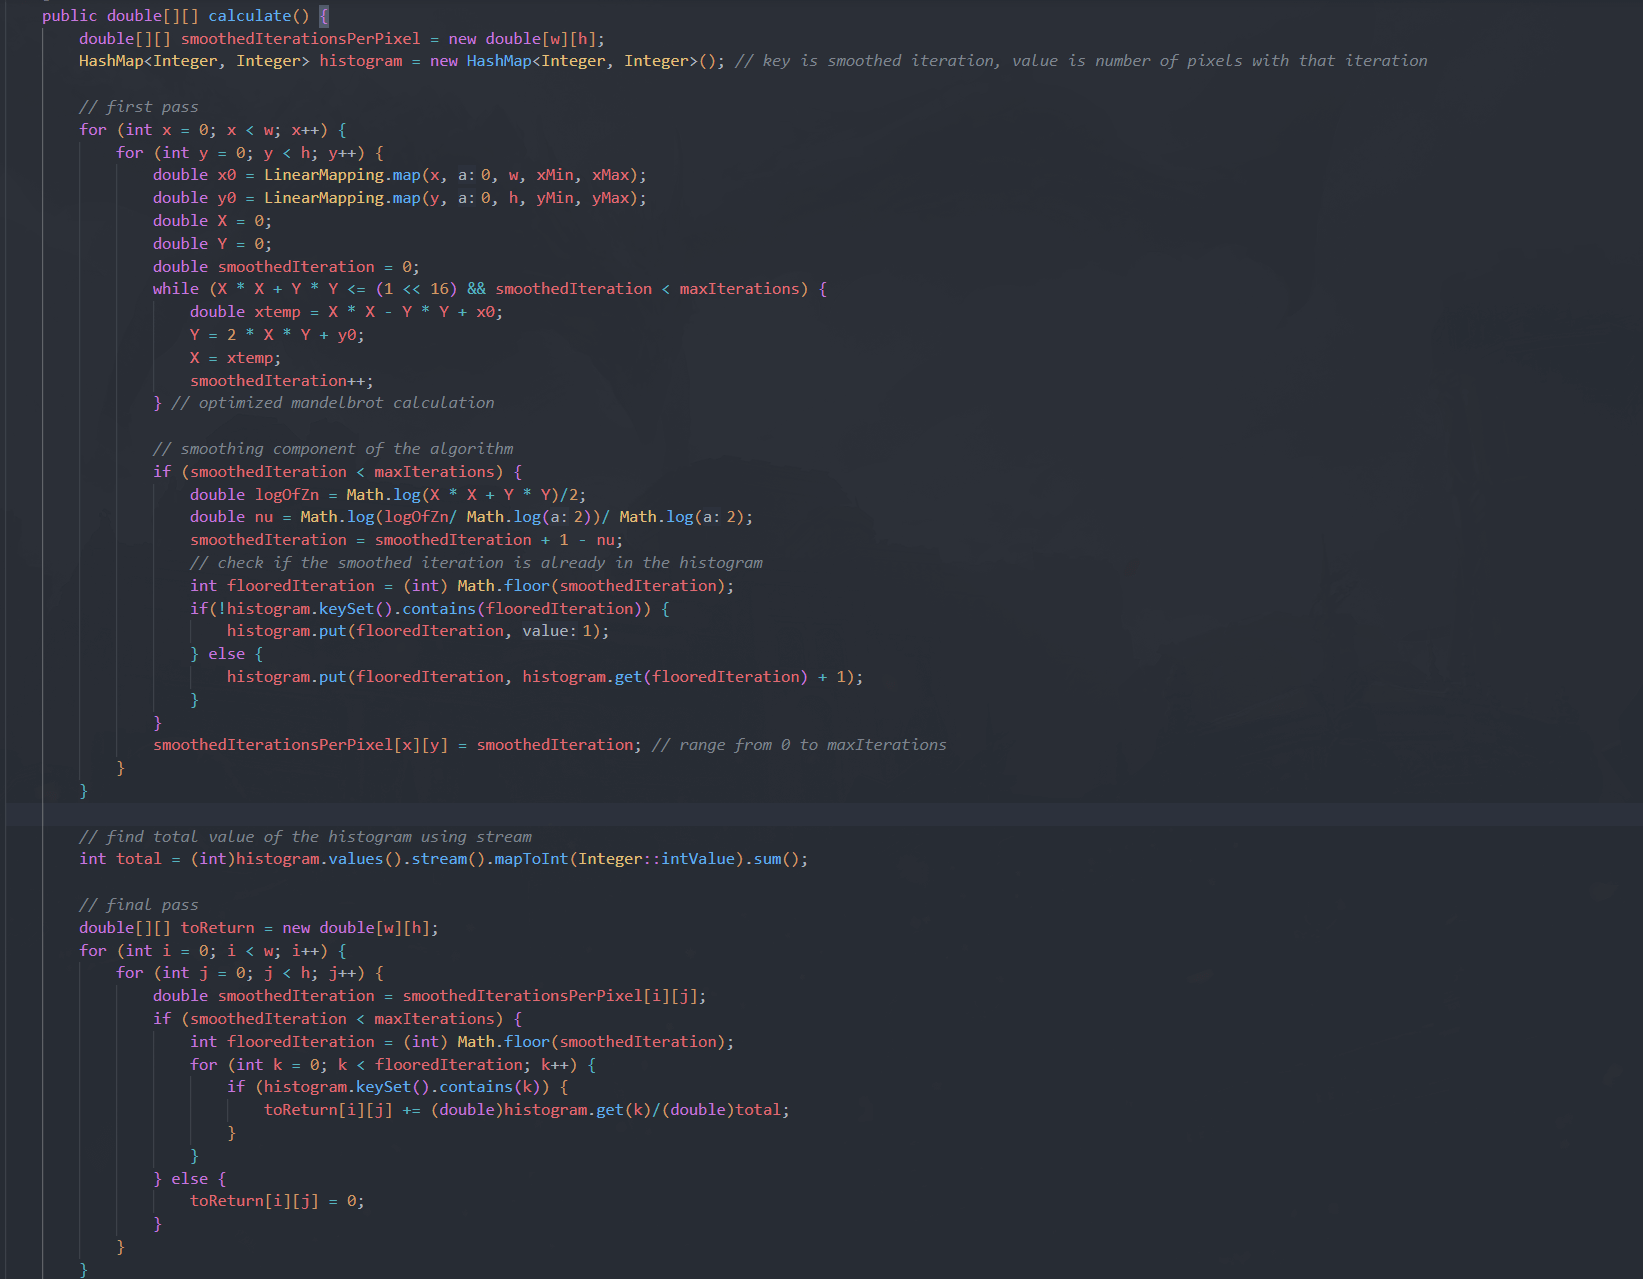 public double[][] calculate() {
double[][] smoothedIterationsPerPixel = new double[w][h];
HashMap<Integer, Integer> histogram = new HashMap<Integer, Integer>(); // key is smoothed iteration, value is number of pixels with that iteration
// first pass
for (int x = 0; x < w; x++) {
for (int y = 0; y < h; y++) {
double x0 = LinearMapping.map(x, a: 0, w, xMin, xMax);
double y0 = LinearMapping.map(y, a: 0, h, yMin, yMax);
double X = 0;
double Y = 0;
double smoothedIteration = 0;
while (X * X + Y * Y <= (1 << 16) && smoothedIteration < maxIterations) {
double xtemp = X * X - Y * Y + x0;
Y = 2 * X * Y + y0;
X = xtemp;
smoothedIteration++;
} // optimized mandelbrot calculation
// smoothing component of the algorithm
if (smoothedIteration < maxIterations) {
double logOfZn = Math.log(X * X + Y * Y)/2;
double nu = Math.log(logOfZn/ Math.log(a: 2))/ Math.log(a: 2);
smoothedIteration = smoothedIteration + 1 - nu;
// check if the smoothed iteration is already in the histogram
int flooredIteration = (int) Math.floor(smoothedIteration);
if(!histogram.keySet().contains(flooredIteration)) {
histogram.put(flooredIteration, value: 1);
} else {
histogram.put(flooredIteration, histogram.get(flooredIteration) + 1);
}
}
smoothedIterationsPerPixel[x][y] = smoothedIteration; // range from 0 to maxIterations
}
}
// find total value of the histogram using stream
int total = (int)histogram.values().stream().mapToInt(Integer::intValue).sum();
// final pass
double[][] toReturn = new double[w][h];
for (int i = 0; i < w; i++) {
for (int j = 0; j < h; j++) {
double smoothedIteration = smoothedIterationsPerPixel[i][j];
if (smoothedIteration < maxIterations) {
int flooredIteration = (int) Math.floor(smoothedIteration);
for (int k = 0; k < flooredIteration; k++) {
if (histogram.keySet().contains(k)) {
toReturn[i][j] += (double)histogram.get(k)/(double)total;
}
}
} else {
toReturn[i][j] = 0;
}
}
}